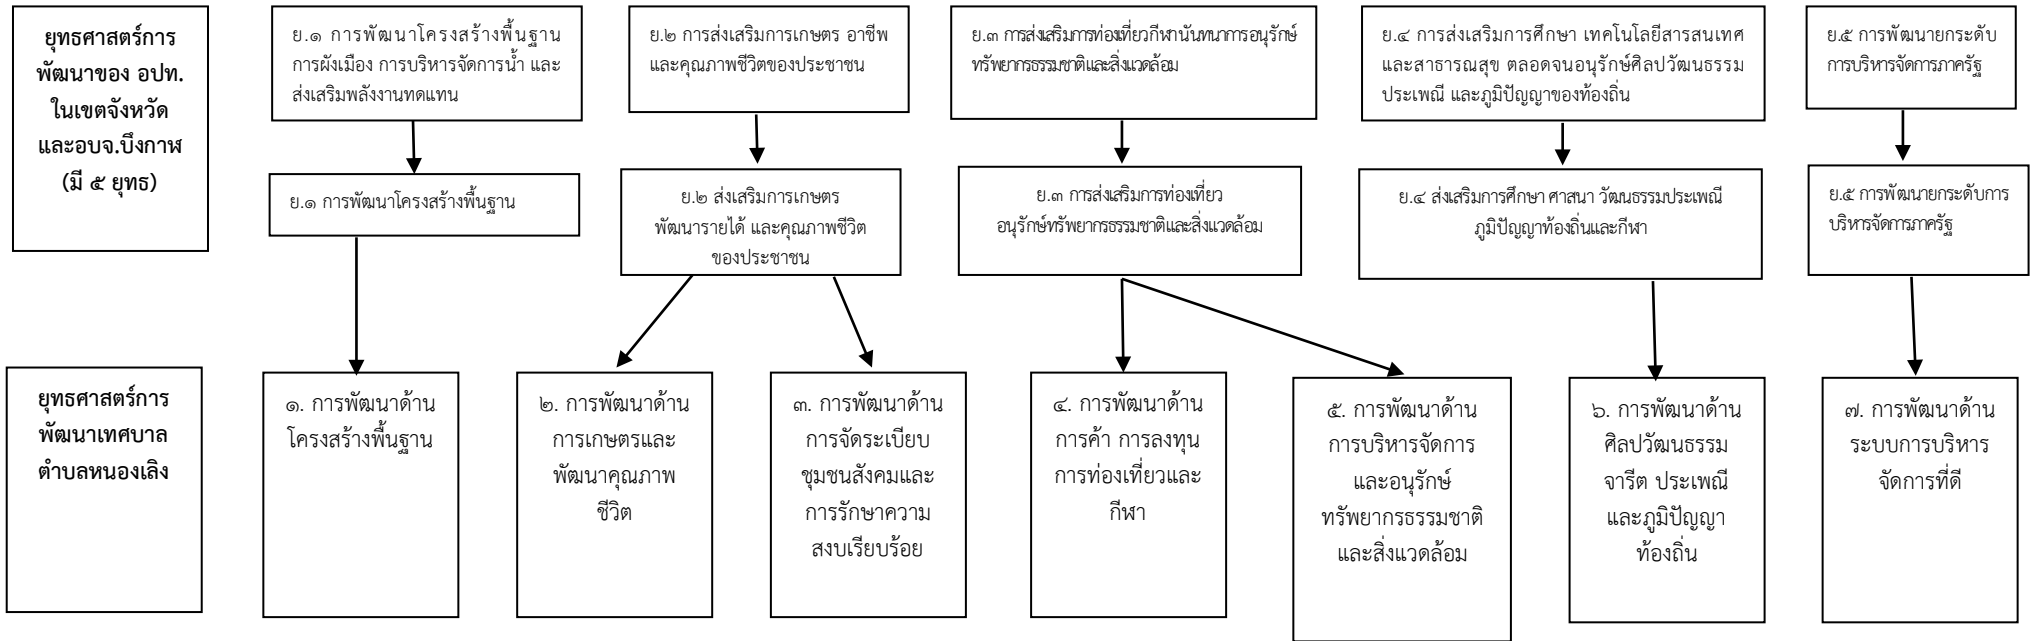 ยุทธศาสตร์การ
พัฒนาของ อปท.
ในเขตจังหวัด
และอบจ.บึงกาฬ
(มี ๕ ยุทธ)
ย.๑ การพัฒนาโครงสร้างพื้นฐาน
การผังเมือง การบริหารจัดการน้ำ และ
ส่งเสริมพลังงานทดแทน
ย.๒ การส่งเสริมการเกษตร อาชีพ
และคุณภาพชีวิตของประชาชน
ย.๓ การส่งเสริมการท่องเที่ยวกีฬานันทนาการอนุรักษ์
ทรัพยากรธรรมชาติและสิ่งแวดล้อม
ย.๔ การส่งเสริมการศึกษา เทคโนโลยีสารสนเทศ
และสาธารณสุข ตลอดจนอนุรักษ์ศิลปวัฒนธรรม
ประเพณี และภูมิปัญญาของท้องถิ่น
ย.๕ การพัฒนายกระดับ
การบริหารจัดการภาครัฐ
ย.๑ การพัฒนาโครงสร้างพื้นฐาน
ย.๒ ส่งเสริมการเกษตร
พัฒนารายได้ และคุณภาพชีวิต
ของประชาชน
ย.๓ การส่งเสริมการท่องเที่ยว
อนุรักษ์ทรัพยากรธรรมชาติและสิ่งแวดล้อม
ย.๔ ส่งเสริมการศึกษา ศาสนา วัฒนธรรมประเพณี
ภูมิปัญญาท้องถิ่นและกีฬา
ย.๕ การพัฒนายกระดับการ
บริหารจัดการภาครัฐ
ยุทธศาสตร์การ
พัฒนาเทศบาล
ตำบลหนองเลิง
๑. การพัฒนาด้าน
โครงสร้างพื้นฐาน
๒. การพัฒนาด้าน
การเกษตรและ
พัฒนาคุณภาพ
ชีวิต
๓. การพัฒนาด้าน
การจัดระเบียบ
ชุมชนสังคมและ
การรักษาความ
สงบเรียบร้อย
๔. การพัฒนาด้าน
การค้า การลงทุน
การท่องเที่ยวและ
กีฬา
๕. การพัฒนาด้าน
การบริหารจัดการ
และอนุรักษ์
ทรัพยากรธรรมชาติ
และสิ่งแวดล้อม
๖. การพัฒนาด้าน
ศิลปวัฒนธรรม
จารีต ประเพณี
และภูมิปัญญา
ท้องถิ่น
๗. การพัฒนาด้าน
ระบบการบริหาร
จัดการที่ดี